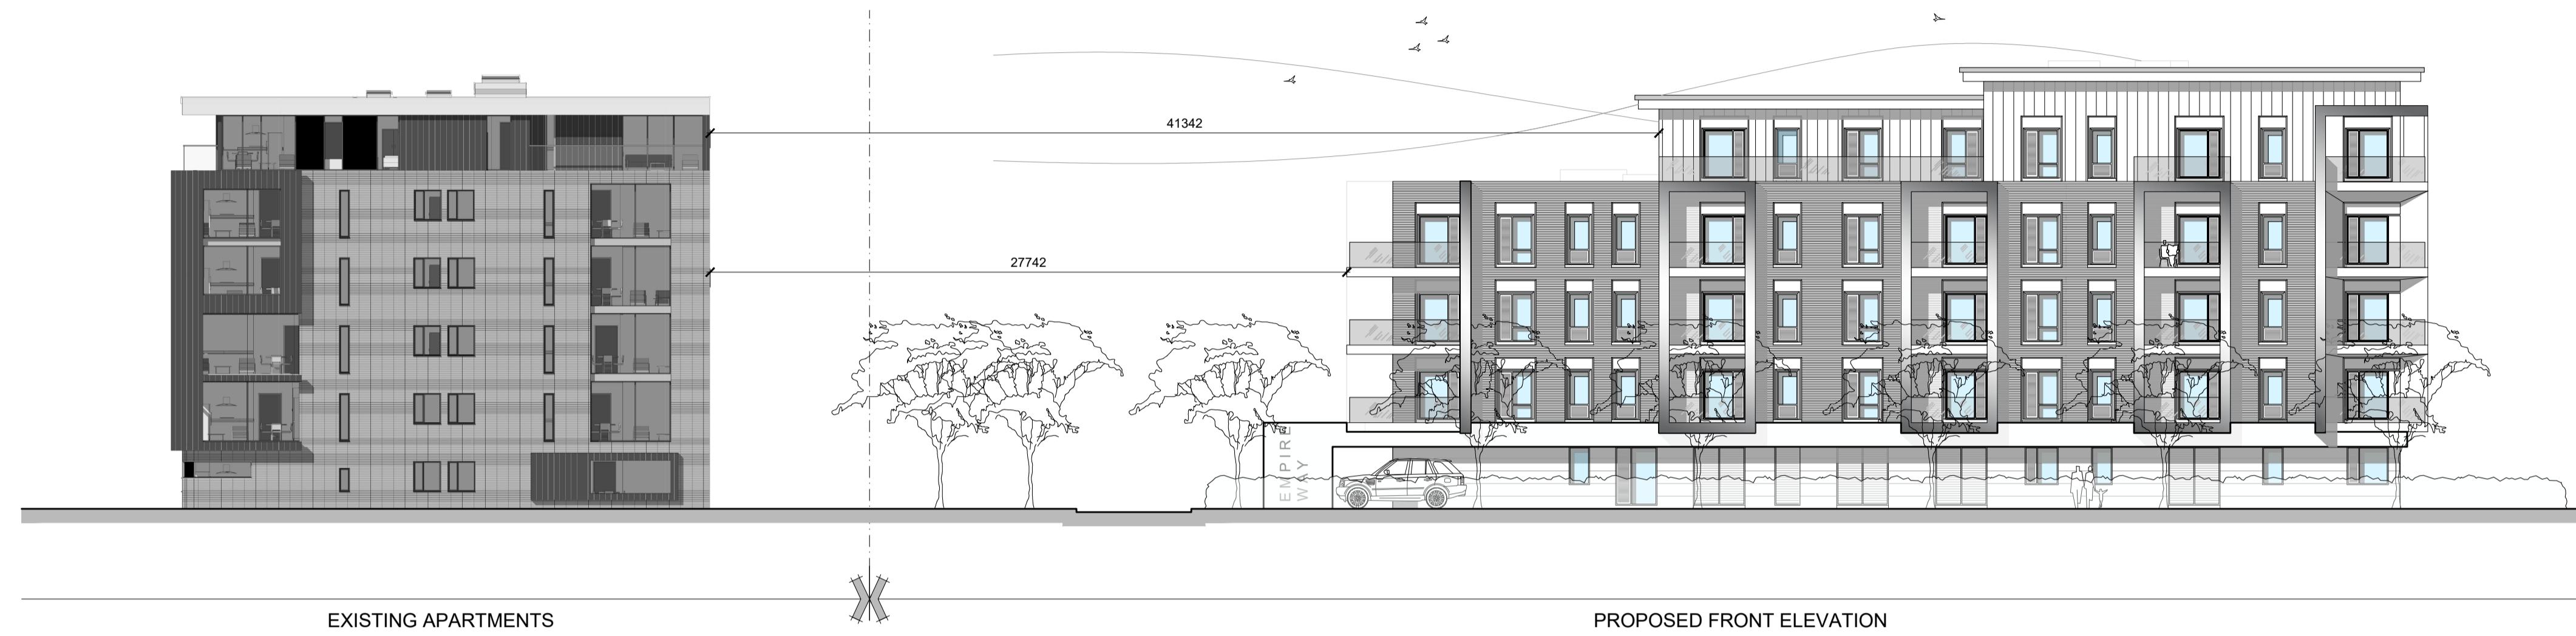 41342
27742
EMPIRE
WAY
EXISTING APARTMENTS
PROPOSED FRONT ELEVATION